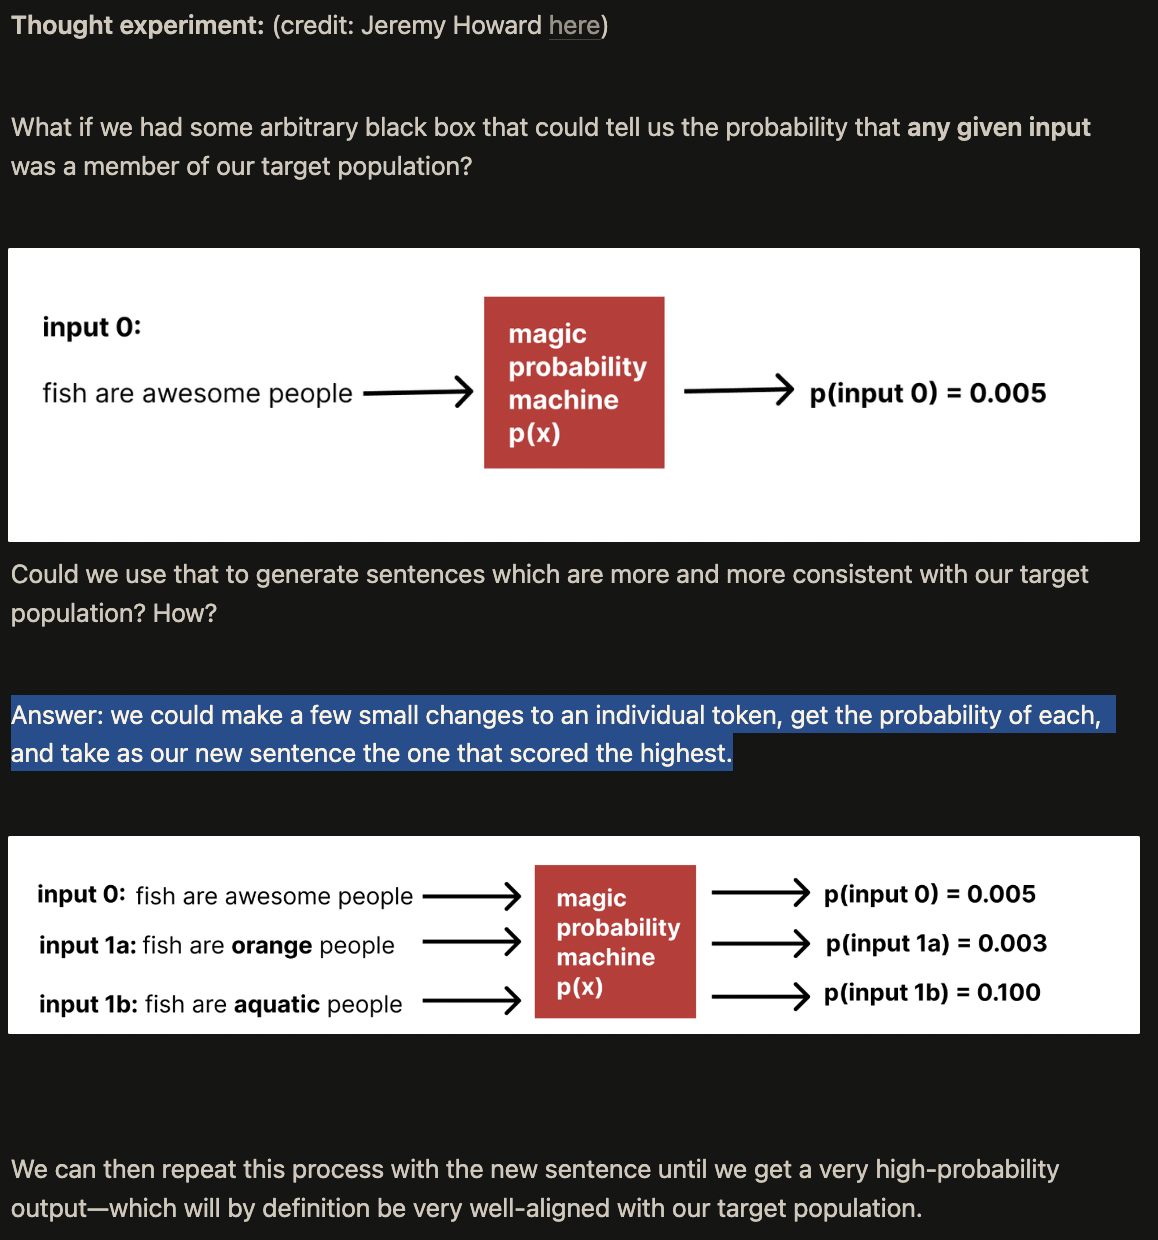 Thought experiment: (credit: Jeremy Howard here)
What if we had some arbitrary black box that could tell us the probability that any given input
was a member of our target population?
input 0:
fish are awesome people
magic
probability
machine
p(x)
p(input 0) = 0.005
Could we use that to generate sentences which are more and more consistent with our target
population? How?
Answer: we could make a few small changes to an individual token, get the probability of each,
and take as our new sentence the one that scored the highest.
input 0: fish are awesome people
input 1a: fish are orange people
input 1b: fish are aquatic people
magic
probability
machine
p(x)
p(input 0) = 0.005
p(input 1a) = 0.003
p(input 1b) = 0.100
We can then repeat this process with the new sentence until we get a very high-probability
output—which will by definition be very well-aligned with our target population.